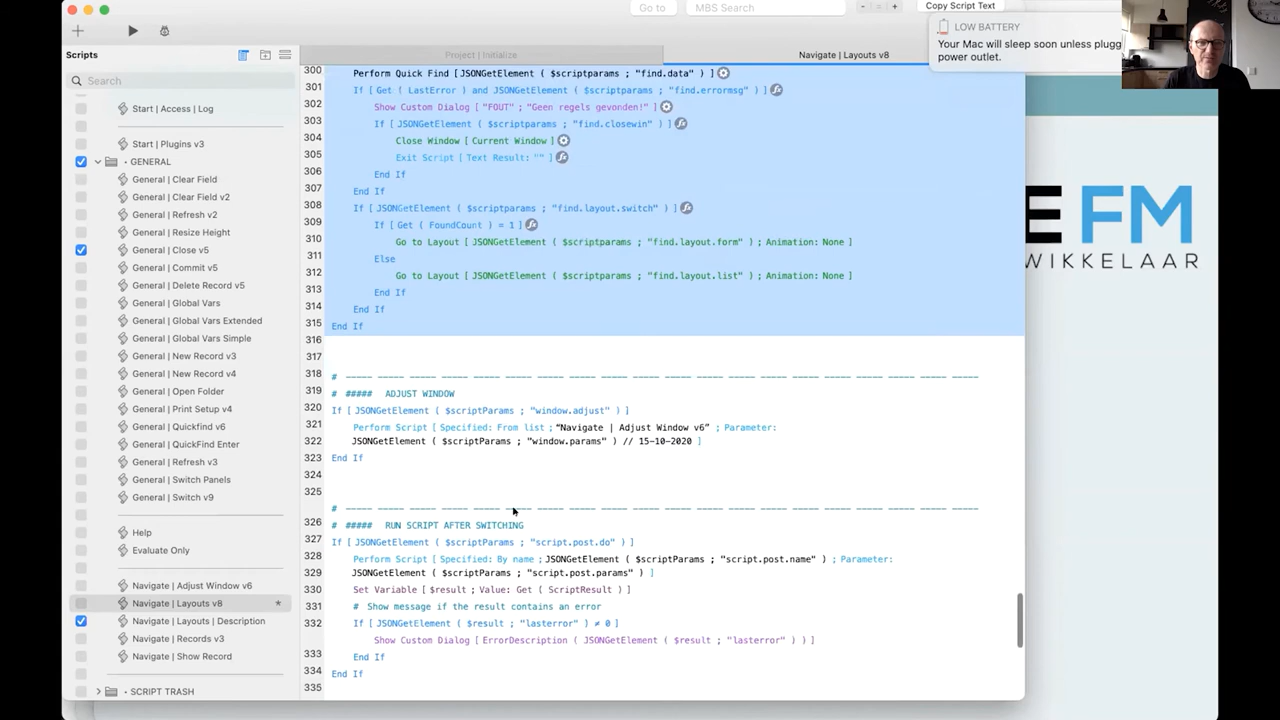 Go to
MBS Search
- : +
Copy Script Text
LOW BATTERY
Your Mac will sleep soon unless plugg
power outlet.
Scripts
Project | Initialize
Navigate | Layouts v8
Search
Start | Access | Log
Start | Plugins v3
• GENERAL
General | Clear Field
General | Clear Field v2
General | Refresh v2
General | Resize Height
General | Close v5
General | Commit v5
General | Delete Record v5
General | Global Vars
General | Global Vars Extended
General | Global Vars Simple
General | New Record v3
General | New Record v4
General | Open Folder
General | Print Setup v4
General | Quickfind v6
General | QuickFind Enter
General | Refresh v3
General | Switch Panels
General | Switch v9
Help
Evaluate Only
Navigate | Adjust Window v6
Navigate | Layouts v8 ★
Navigate | Layouts | Description
Navigate | Records v3
Navigate | Show Record
• SCRIPT TRASH
300 Perform Quick Find [ JSONGetElement ( $scriptparams ; "find.data" ) ]
301 If [ Get ( LastError ) and JSONGetElement ( $scriptparams ; "find.errormsg" ) ]
302 Show Custom Dialog [ "FOUT" ; "Geen regels gevonden!" ]
303 If [ JSONGetElement ( $scriptparams ; "find.closewin" ) ]
304 Close Window [ Current Window ]
305 Exit Script [ Text Result: "" ]
306 End If
307 End If
308 If [ JSONGetElement ( $scriptparams ; "find.layout.switch" ) ]
309 If [ Get ( FoundCount ) = 1 ]
310 Go to Layout [ JSONGetElement ( $scriptparams ; "find.layout.form" ) ; Animation: None ]
311 Else
312 Go to Layout [ JSONGetElement ( $scriptparams ; "find.layout.list" ) ; Animation: None ]
313 End If
314 End If
315 End If
316
317
318 # ----- ----- ----- ----- ----- ----- ----- ----- ----- ----- ----- ----- ----- ----- ----- ----- ----- ----- ----- -----
319 # ##### ADJUST WINDOW
320 If [ JSONGetElement ( $scriptParams ; "window.adjust" ) ]
321 Perform Script [ Specified: From list ; “Navigate | Adjust Window v6” ; Parameter:
322 JSONGetElement ( $scriptParams ; "window.params" ) // 15-10-2020 ]
323 End If
324
325
# ----- ----- ----- ----- ----- ----- ----- ----- ----- ----- ----- ----- ----- ----- ----- ----- ----- ----- ----- -----
326 # ##### RUN SCRIPT AFTER SWITCHING
327 If [ JSONGetElement ( $scriptParams ; "script.post.do" ) ]
328 Perform Script [ Specified: By name ; JSONGetElement ( $scriptParams ; "script.post.name" ) ; Parameter:
329 JSONGetElement ( $scriptParams ; "script.post.params" ) ]
330 Set Variable [ $result ; Value: Get ( ScriptResult ) ]
331 # Show message if the result contains an error
332 If [ JSONGetElement ( $result ; "lasterror" ) ≠ 0 ]
Show Custom Dialog [ ErrorDescription ( JSONGetElement ( $result ; "lasterror" ) ) ]
333 End If
334 End If
335
E FM
WIKKELAAR